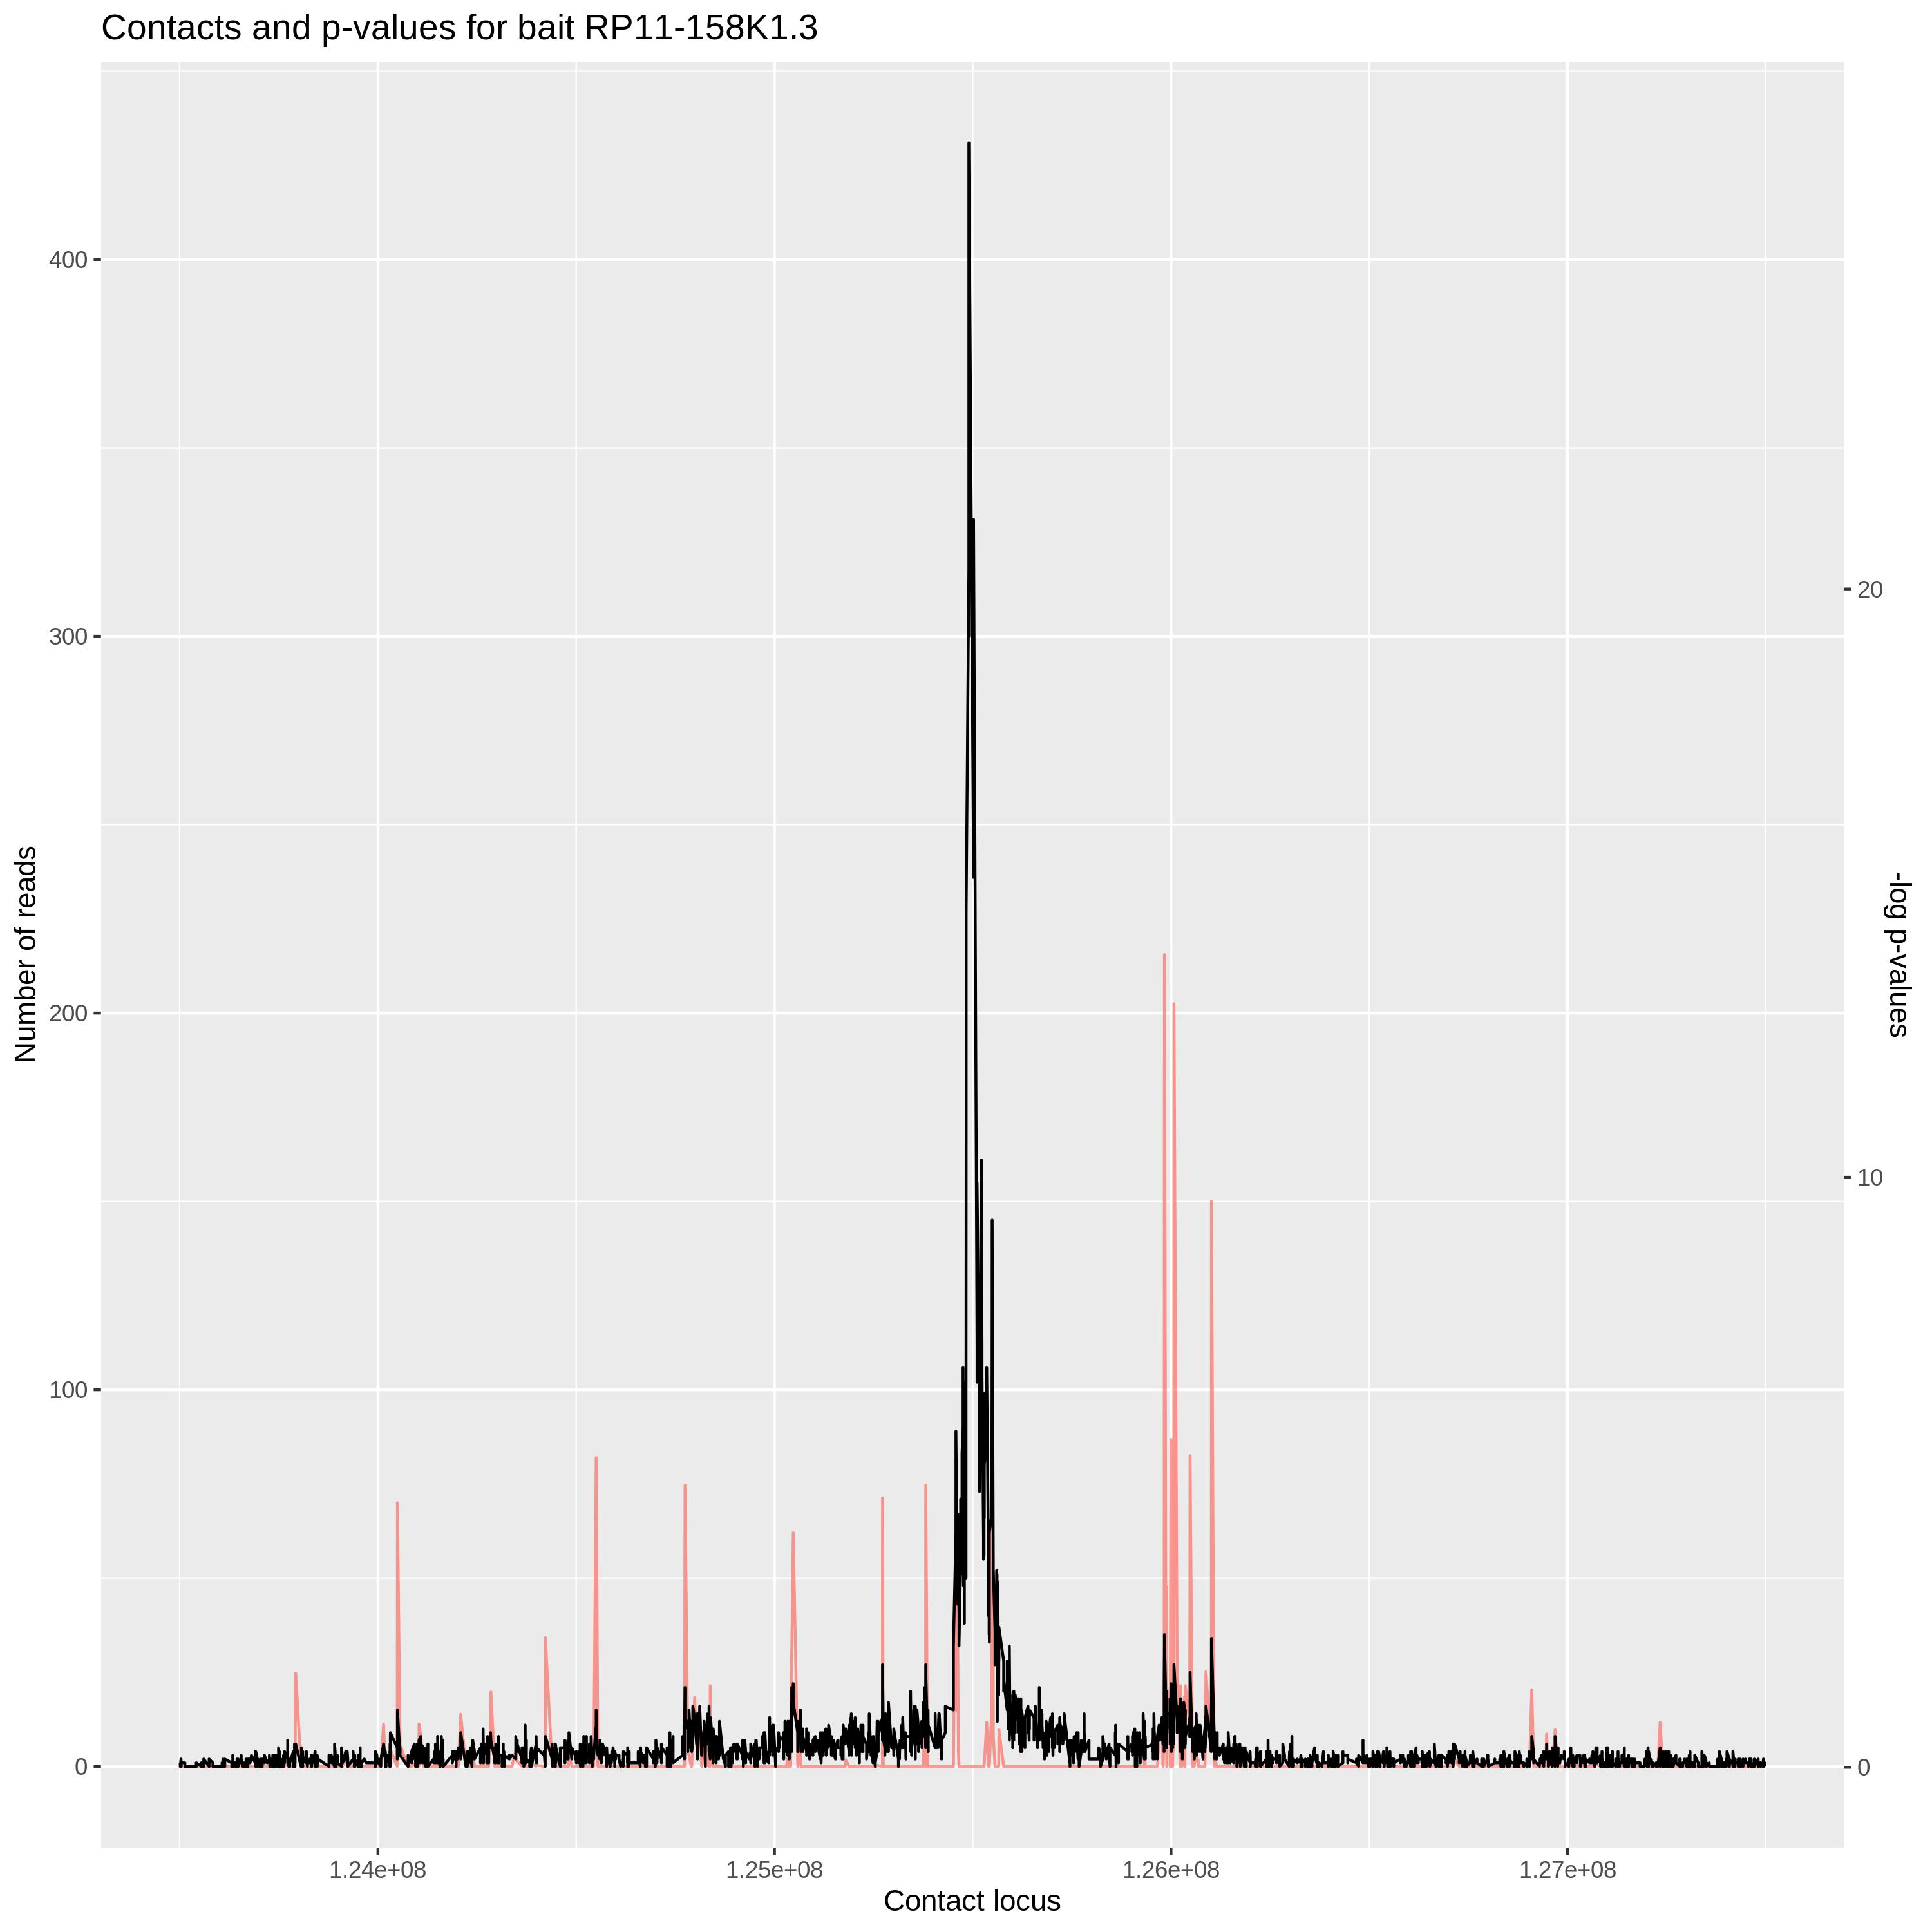 Contacts and p-values for bait RP11-158K1.3
400
300
200
100
0
Number of reads
20
10
0
-log p-values
1.24e+08
1.25e+08
1.26e+08
1.27e+08
Contact locus